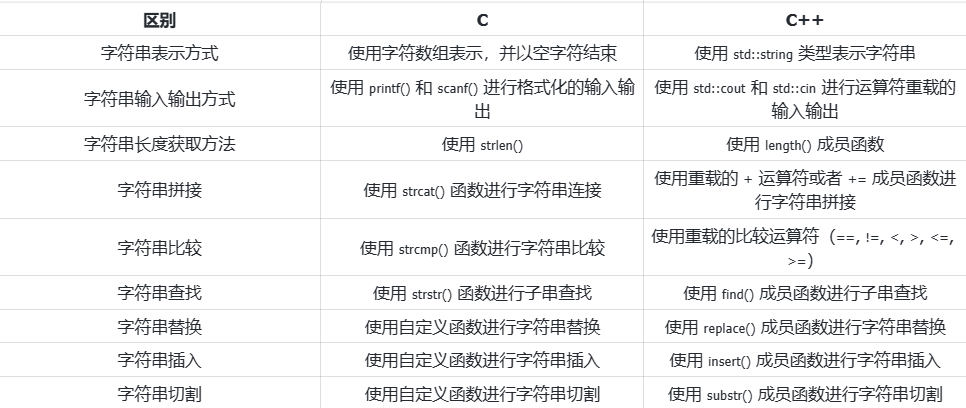 区别 C C++
字符串表示方式 使用字符数组表示，并以空字符结束 使用 std::string 类型表示字符串
字符串输入输出方式 使用 printf() 和 scanf() 进行格式化的输入输
出 使用 std::cout 和 std::cin 进行运算符重载的
输入输出
字符串长度获取方法 使用 strlen() 使用 length() 成员函数
字符串拼接 使用 strcat() 函数进行字符串连接 使用重载的 + 运算符或者 += 成员函数进
行字符串拼接
字符串比较 使用 strcmp() 函数进行字符串比较 使用重载的比较运算符（==, !=, <, >, <=,
>=）
字符串查找 使用 strstr() 函数进行子串查找 使用 find() 成员函数进行子串查找
字符串替换 使用自定义函数进行字符串替换 使用 replace() 成员函数进行字符串替换
字符串插入 使用自定义函数进行字符串插入 使用 insert() 成员函数进行字符串插入
字符串切割 使用自定义函数进行字符串切割 使用 substr() 成员函数进行字符串切割